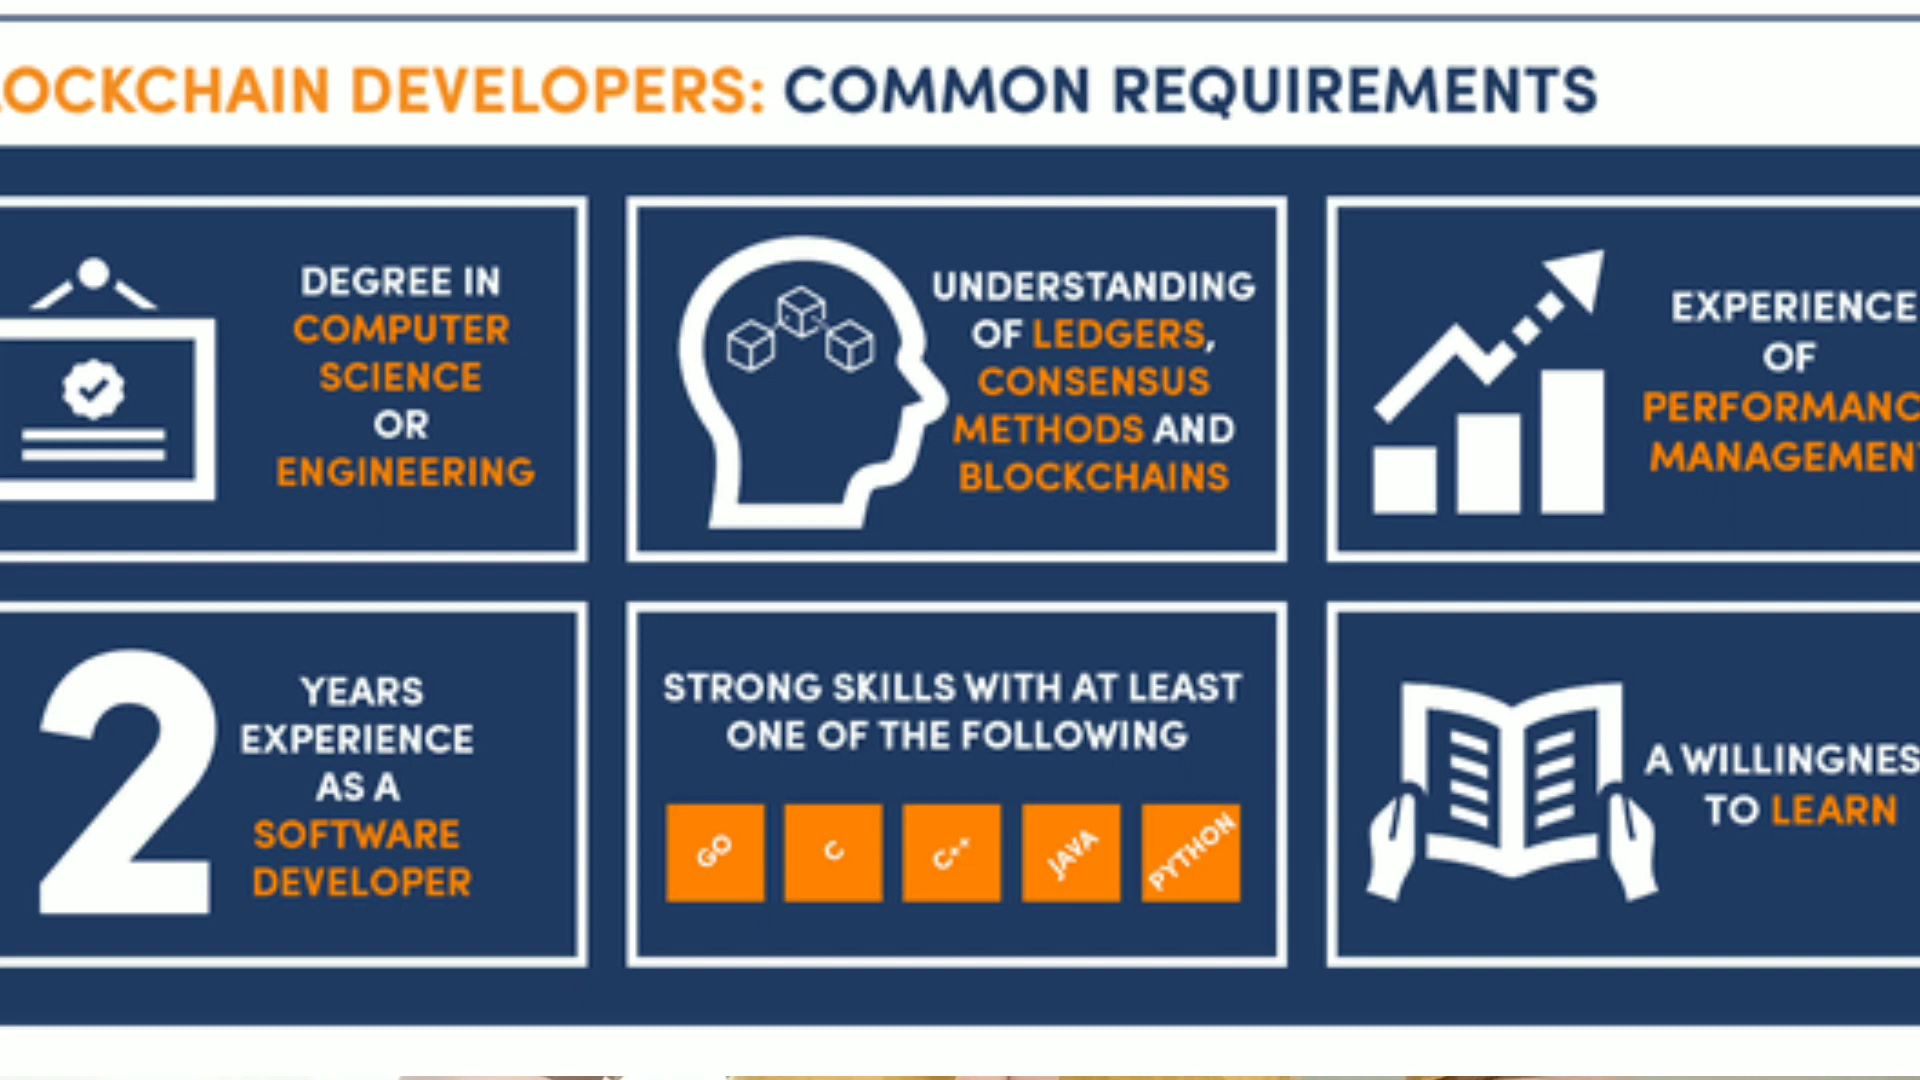 LOCKCHAIN DEVELOPERS: COMMON REQUIREMENTS
DEGREE IN
COMPUTER
SCIENCE
OR
ENGINEERING
UNDERSTANDING
OF LEDGERS,
CONSENSUS
METHODS AND
BLOCKCHAINS
EXPERIENCE
OF
PERFORMANC
MANAGEMENT
2
YEARS
EXPERIENCE
AS A
SOFTWARE
DEVELOPER
STRONG SKILLS WITH AT LEAST
ONE OF THE FOLLOWING
GO
C
C++
JAVA
PYTHON
A WILLINGNES
TO LEARN